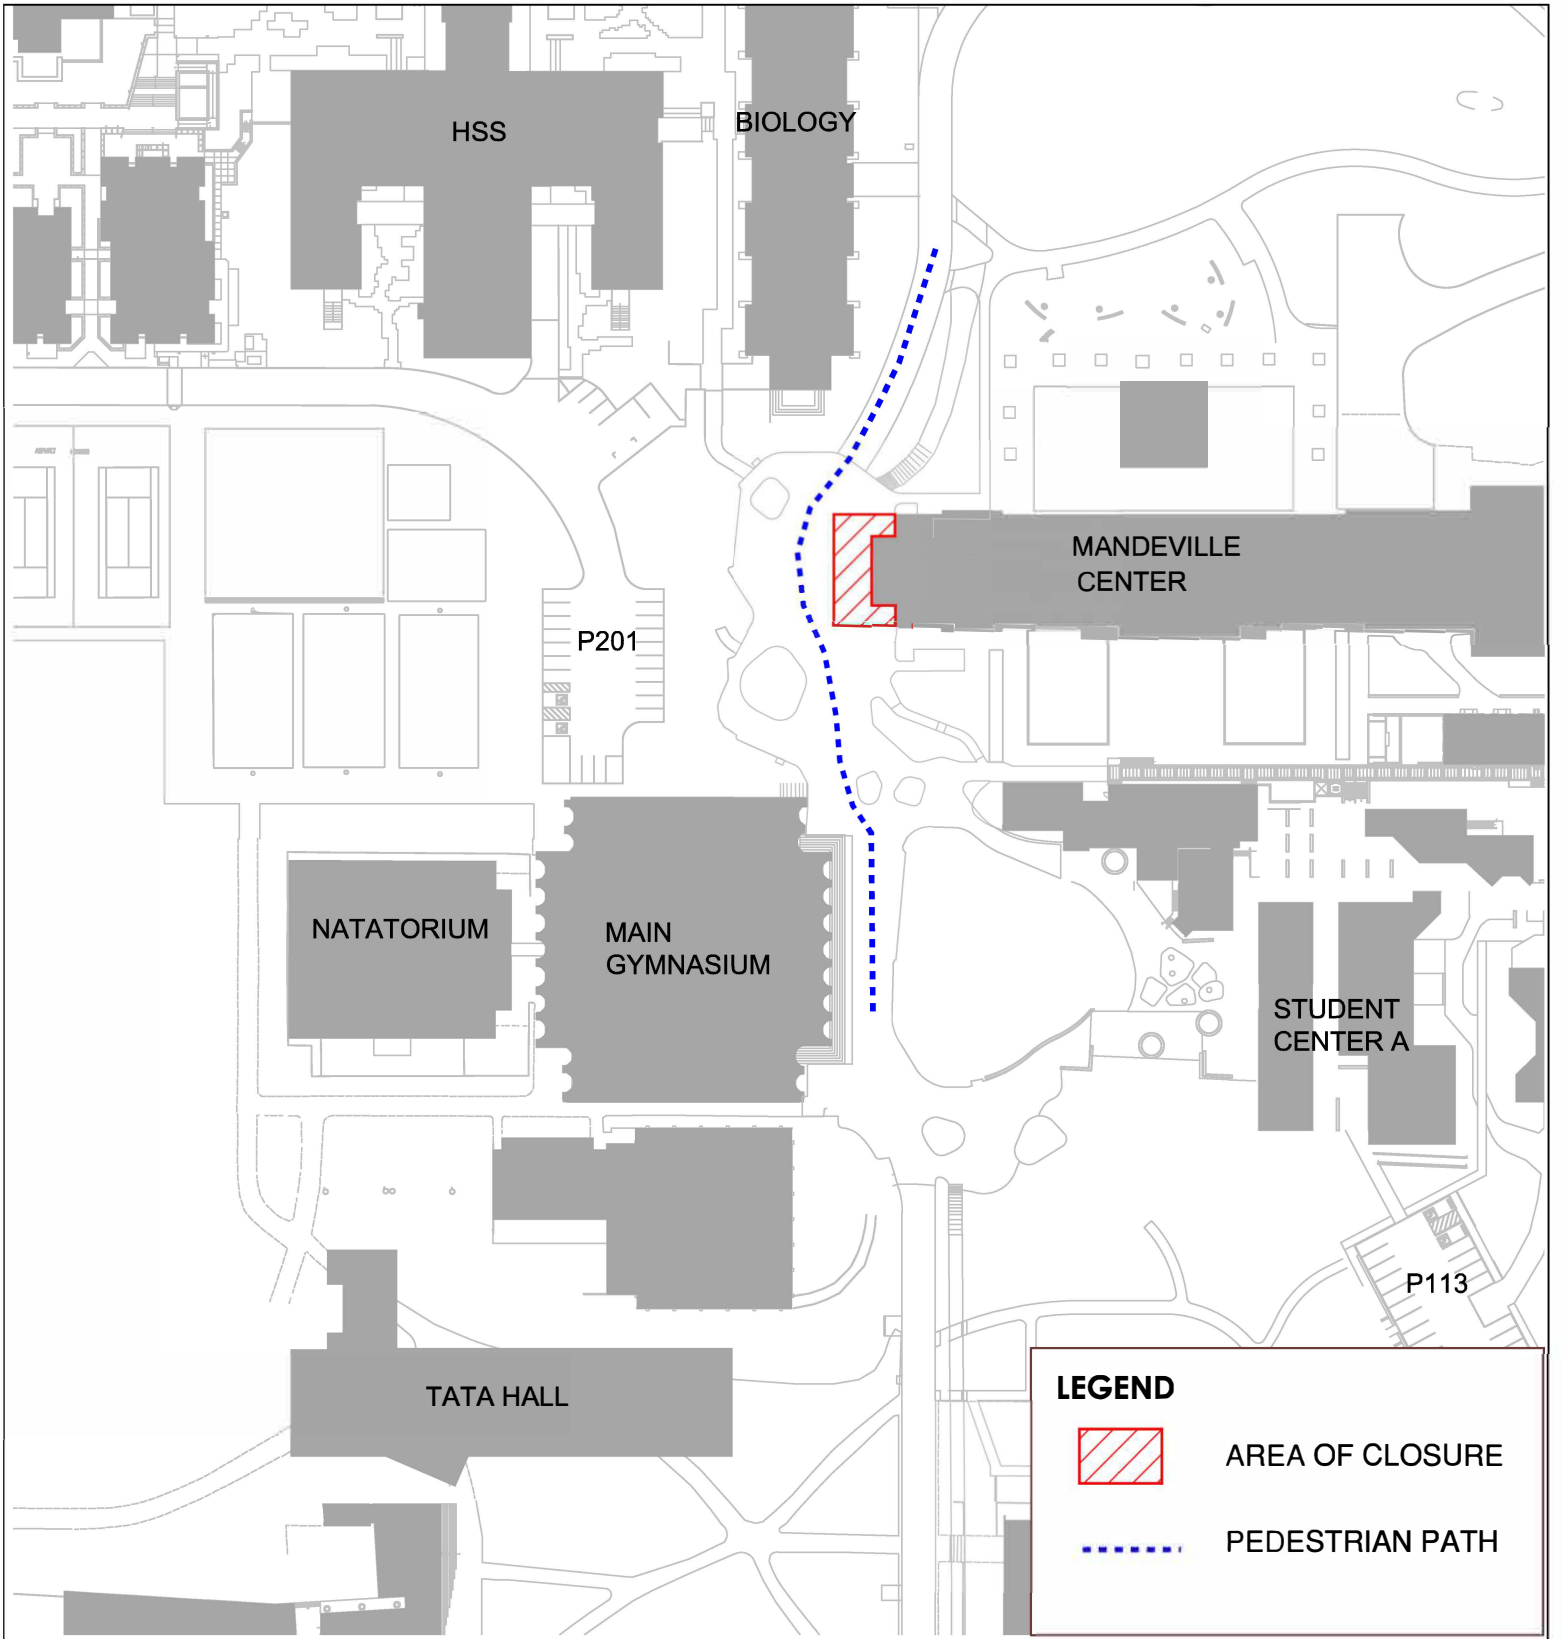 HSS
BIOLOGY
MANDEVILLE
CENTER
P201
NATATORIUM
MAIN
GYMNASIUM
STUDENT
CENTER A
P113
TATA HALL
LEGEND
AREA OF CLOSURE
PEDESTRIAN PATH